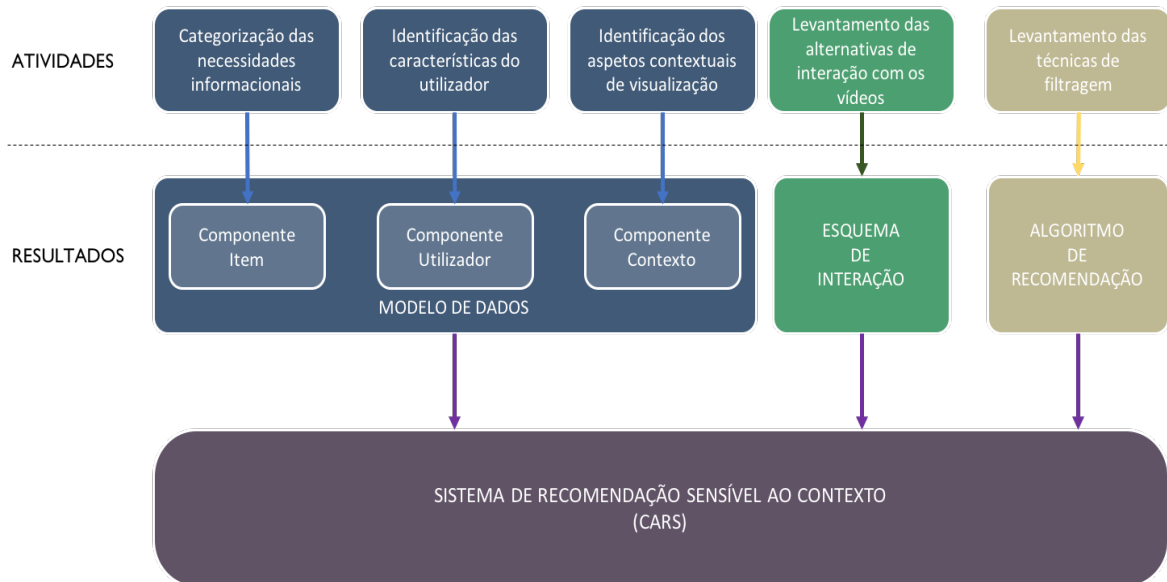 ATIVIDADES
Categorização das
necessidades
informacionais
Identificação das
características do
utilizador
Identificação dos
aspetos contextuais
de visualização
Levantamento das
alternativas de
interação com os
vídeos
Levantamento das
técnicas de
filtragem
RESULTADOS
Componente
Item
Componente
Utilizador
Componente
Contexto
MODELO DE DADOS
ESQUEMA
DE
INTERAÇÃO
ALGORITMO
DE
RECOMENDAÇÃO
SISTEMA DE RECOMENDAÇÃO SENSÍVEL AO CONTEXTO
(CARS)